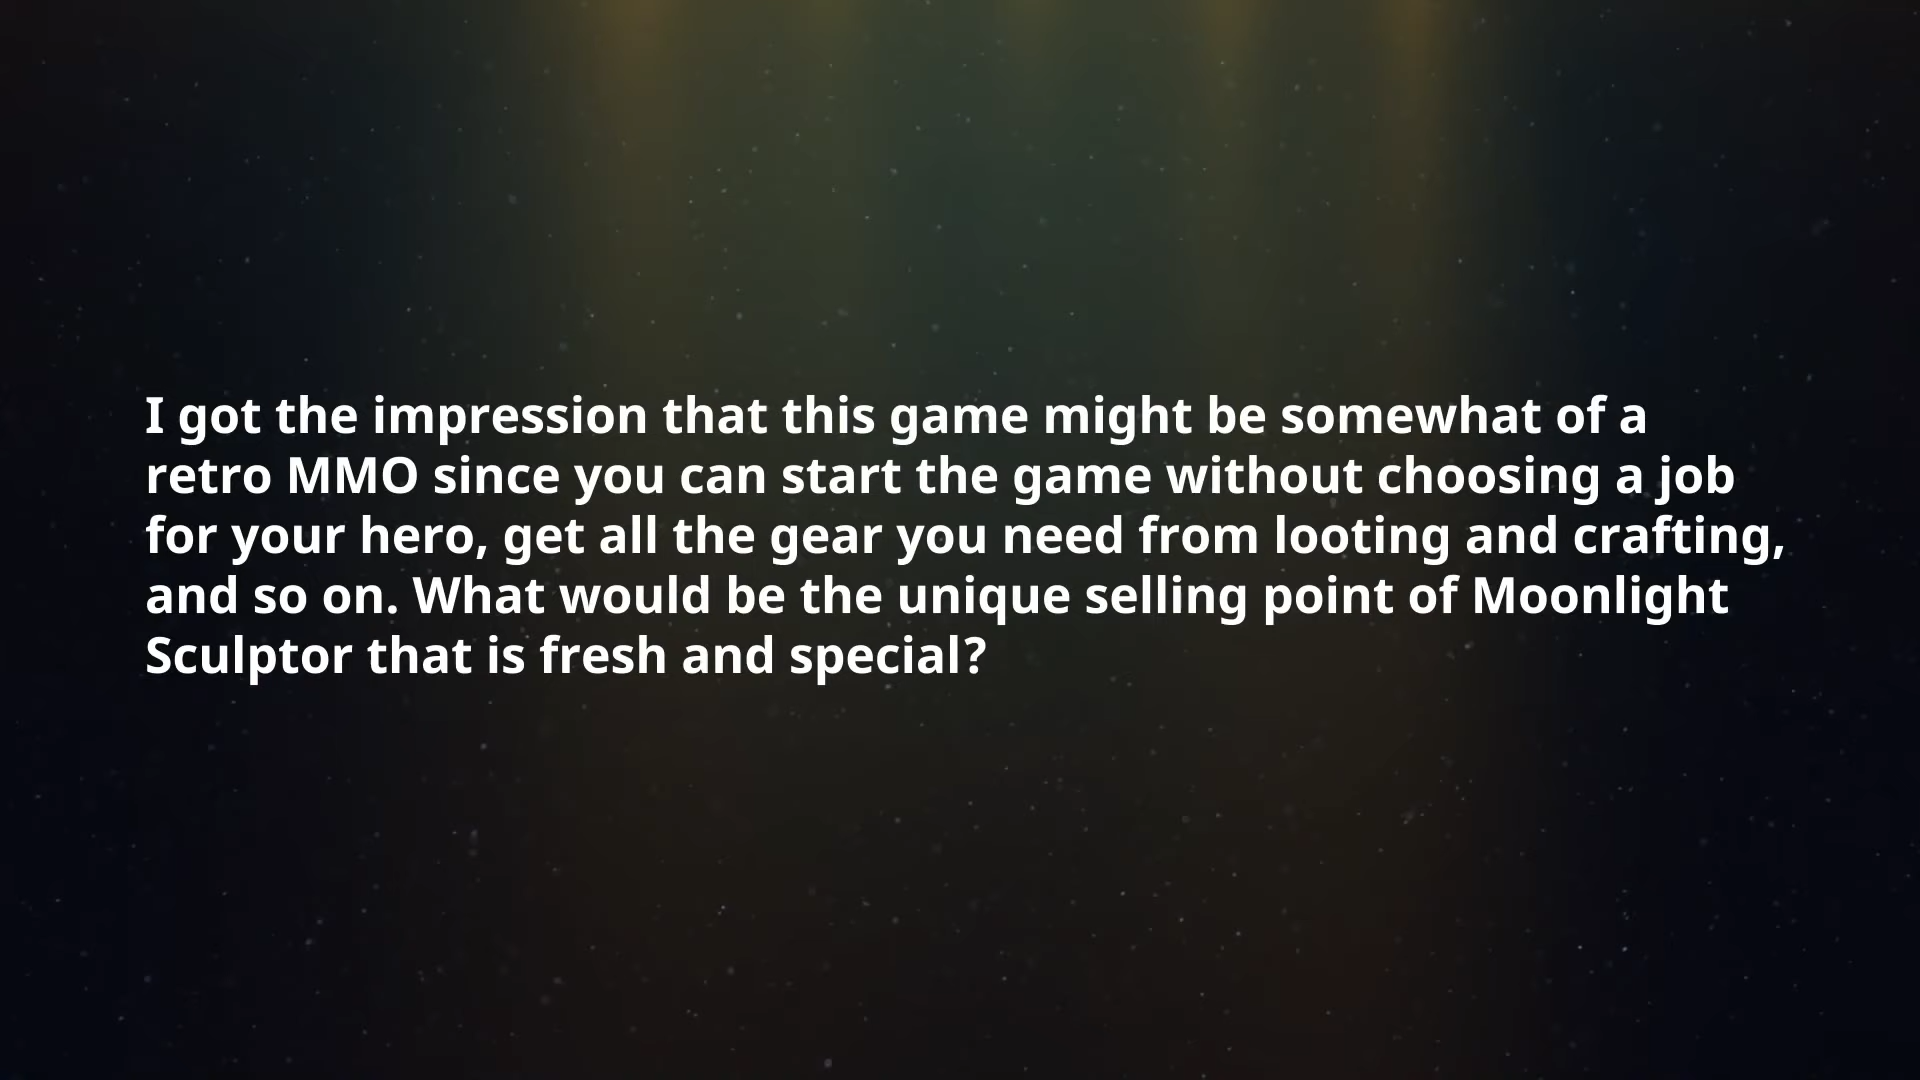 I got the impression that this game might be somewhat of a
retro MMO since you can start the game without choosing a job
for your hero, get all the gear you need from looting and crafting,
and so on. What would be the unique selling point of Moonlight
Sculptor that is fresh and special?